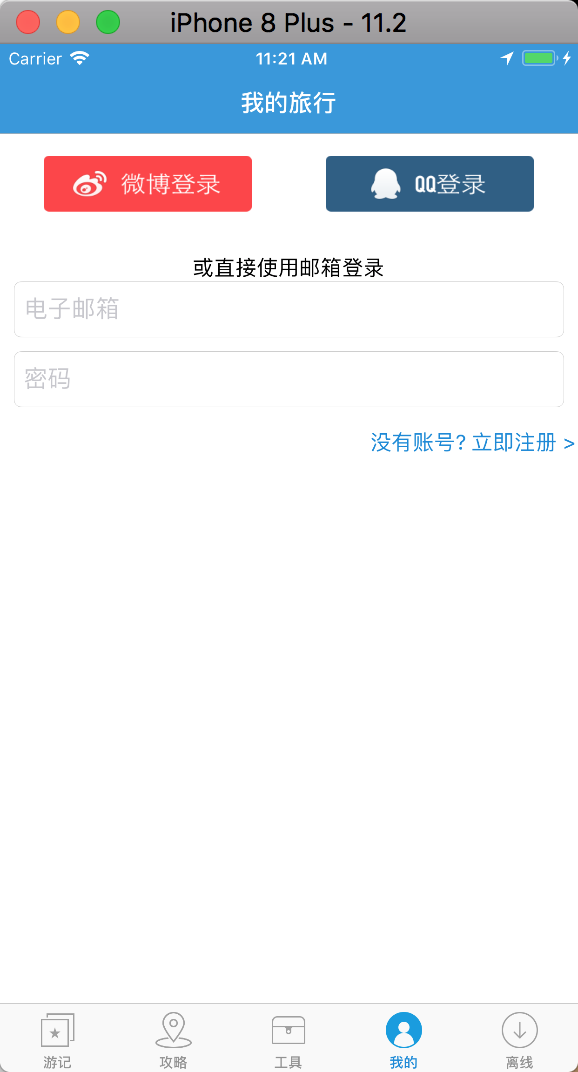 iPhone 8 Plus - 11.2
Carrier 11:21 AM
我的旅行
微博登录 QQ登录
或直接使用邮箱登录
电子邮箱
密码
没有账号? 立即注册 >
游记 攻略 工具 我的 离线